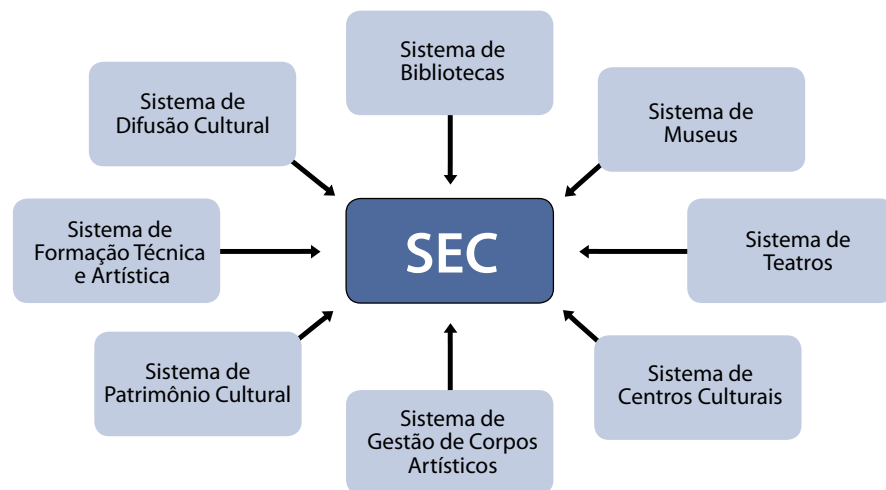 Sistema de
Bibliotecas
Sistema de
Difusão Cultural
Sistema de
Museus
Sistema de
Formação Técnica
e Artística
SEC
Sistema de
Teatros
Sistema de
Patrimônio Cultural
Sistema de
Centros Culturais
Sistema de
Gestão de Corpos
Artísticos